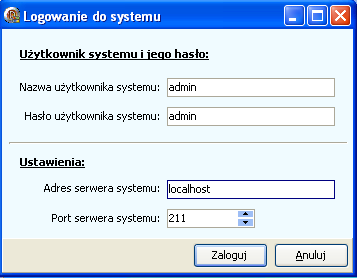 Logowanie do systemu
Użytkownik systemu i jego hasło:
Nazwa użytkownika systemu: admin
Hasło użytkownika systemu: admin
Ustawienia:
Adres serwera systemu: localhost
Port serwera systemu: 211
Zaloguj Anuluj